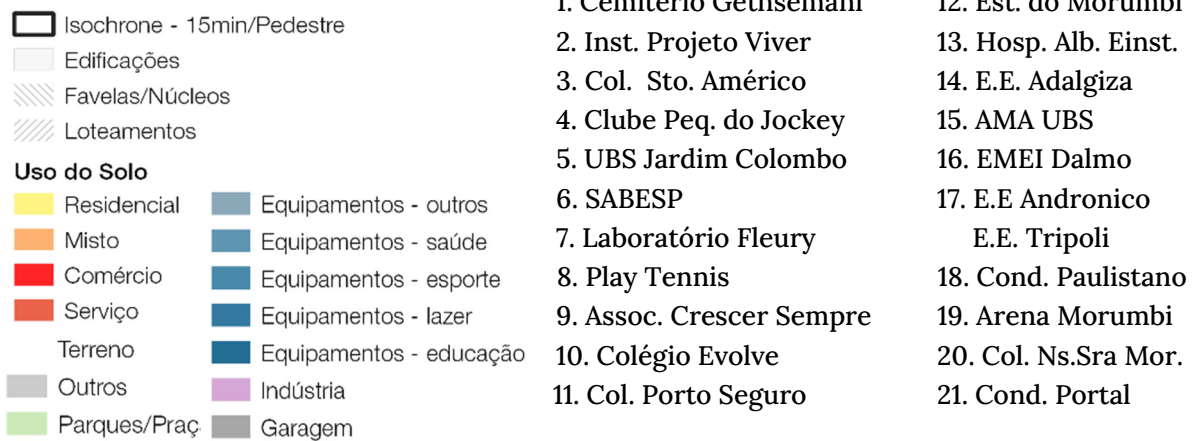 Isochrone - 15min/Pedestre
Edificações
Favelas/Núcleos
Loteamentos
Uso do Solo
Residencial
Misto
Comércio
Serviço
Terreno
Outros
Parques/Praç
Equipamentos - outros
Equipamentos - saúde
Equipamentos - esporte
Equipamentos - lazer
Equipamentos - educação
Indústria
Garagem
1. Cemitério Gethsêmani
2. Inst. Projeto Viver
3. Col. Sto. Américo
4. Clube Peq. do Jockey
5. UBS Jardim Colombo
6. SABESP
7. Laboratório Fleury
8. Play Tennis
9. Assoc. Crescer Sempre
10. Colégio Evolve
11. Col. Porto Seguro
12. Est. do Morumbi
13. Hosp. Alb. Einst.
14. E.E. Adalgiza
15. AMA UBS
16. EMEI Dalmo
17. E.E Andronico
E.E. Tripoli
18. Cond. Paulistano
19. Arena Morumbi
20. Col. Ns.Sra Mor.
21. Cond. Portal